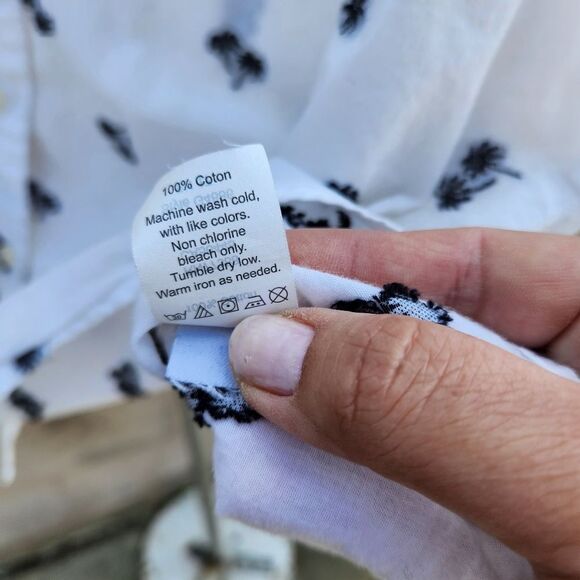 100% Coton
Machine wash cold,
with like colors.
Non chlorine
bleach only.
Tumble dry low.
Warm iron as needed.